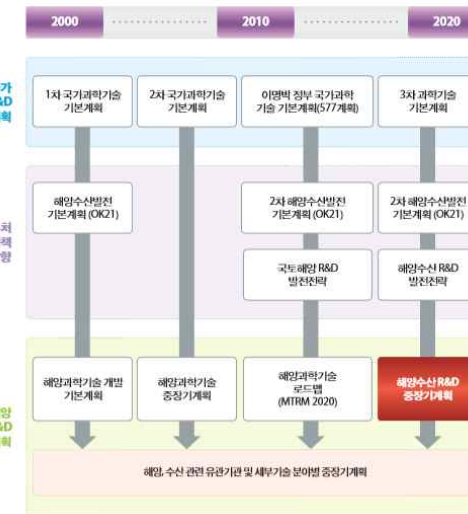 2000
2010
2020
가
&D
획
1차 국가과학기술
기본계획
2차 국가과학기술
기본계획
이명박 정부 국가과학
기술 기본계획(577계획)
3차 과학기술
기본계획
처
책
향
해양수산발전
기본계획 (OK21)
2차 해양수산발전
기본계획 (OK21)
2차 해양수산발전
기본계획 (OK21)
국토해양 R&D
발전전략
해양수산 R&D
발전전략
양
&D
획
해양과학기술 개발
기본계획
해양과학기술
중장기계획
해양과학기술
로드맵
(MTRM 2020)
해양수산 R&D
중장기계획
해양, 수산 관련 유관기관 및 세부기술 분야별 중장기계획